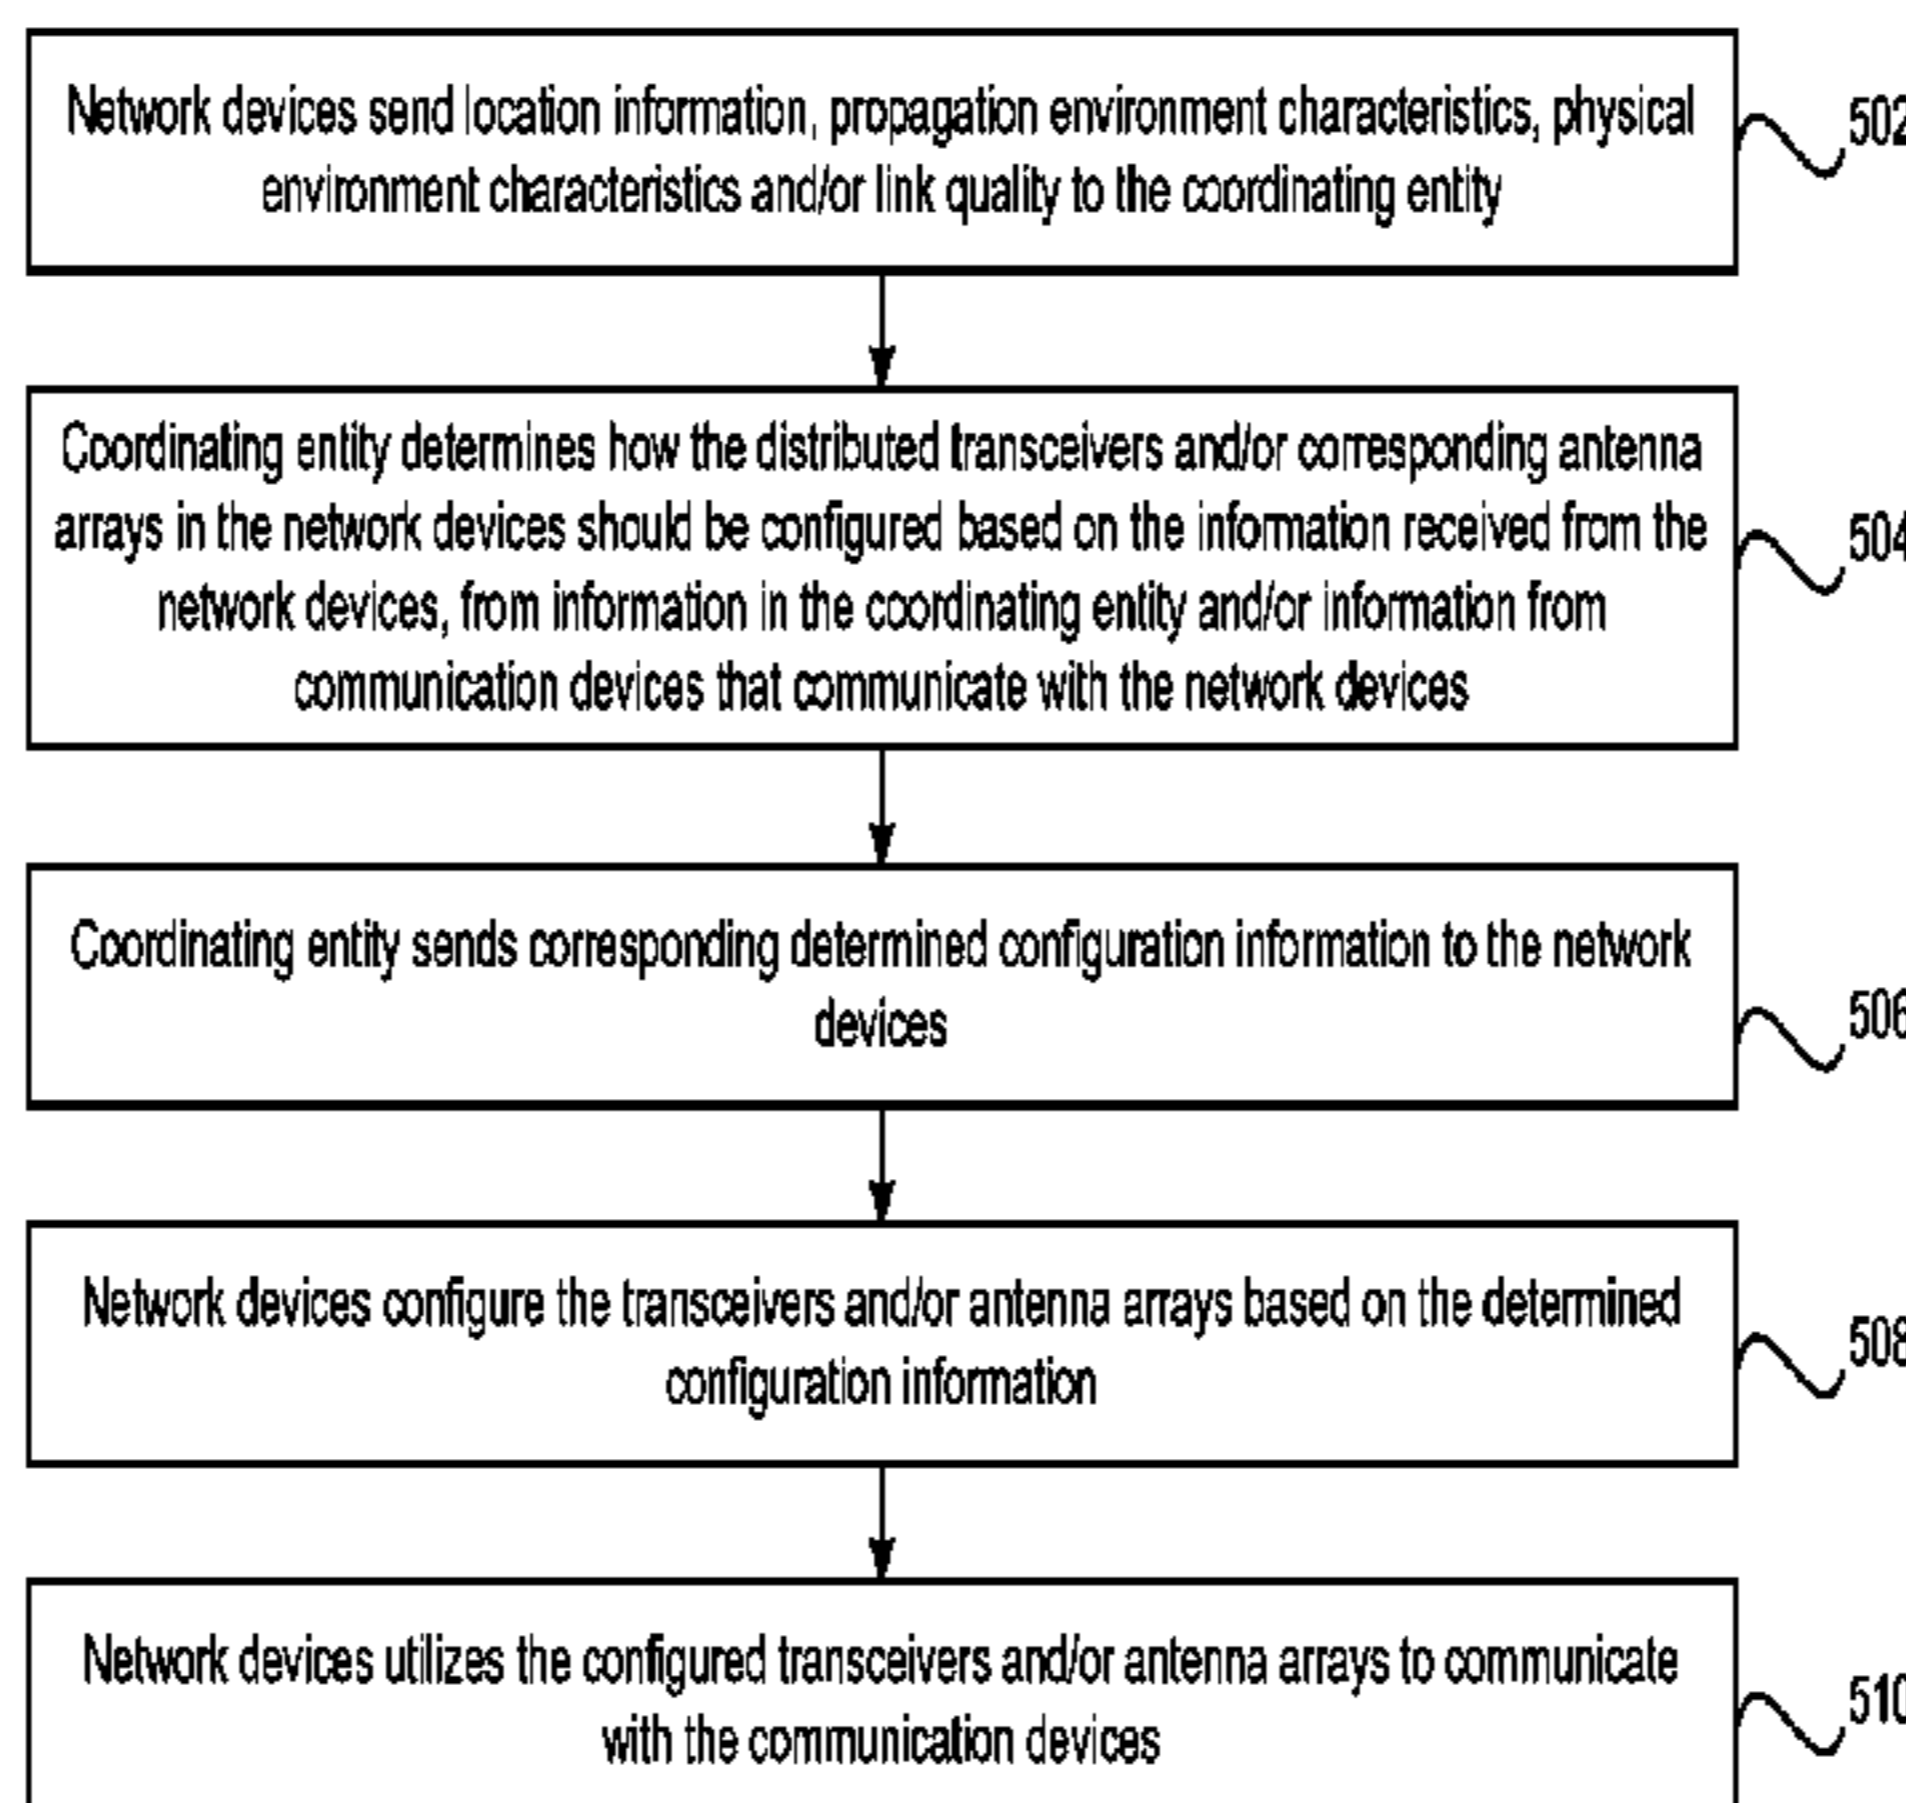 Network devices send location information, propagation environment characteristics, physical
environment characteristics and/or link quality to the coordinating entity
502
Coordinating entity determines how the distributed transceivers and/or corresponding antenna
arrays in the network devices should be configured based on the information received from the
network devices, from information in the coordinating entity and/or information from
communication devices that communicate with the network devices
504
Coordinating entity sends corresponding determined configuration information to the network
devices
506
Network devices configure the transceivers and/or antenna arrays based on the determined
configuration information
508
Network devices utilizes the configured transceivers and/or antenna arrays to communicate
with the communication devices
510